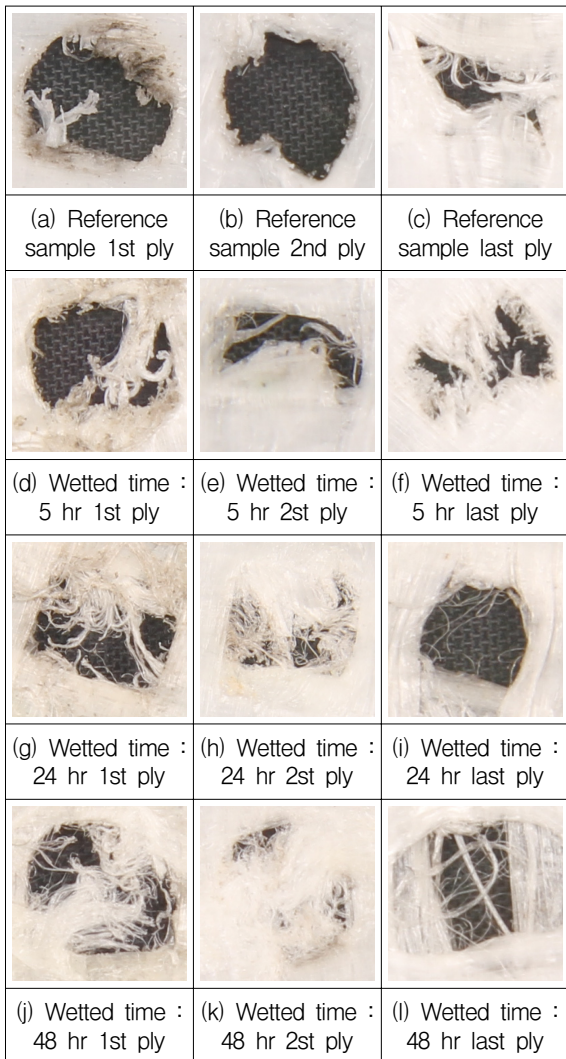 (a) Reference
sample 1st ply
(b) Reference
sample 2nd ply
(c) Reference
sample last ply
(d) Wetted time :
5 hr 1st ply
(e) Wetted time :
5 hr 2st ply
(f) Wetted time :
5 hr last ply
(g) Wetted time :
24 hr 1st ply
(h) Wetted time :
24 hr 2st ply
(i) Wetted time :
24 hr last ply
(j) Wetted time :
48 hr 1st ply
(k) Wetted time :
48 hr 2st ply
(l) Wetted time :
48 hr last ply